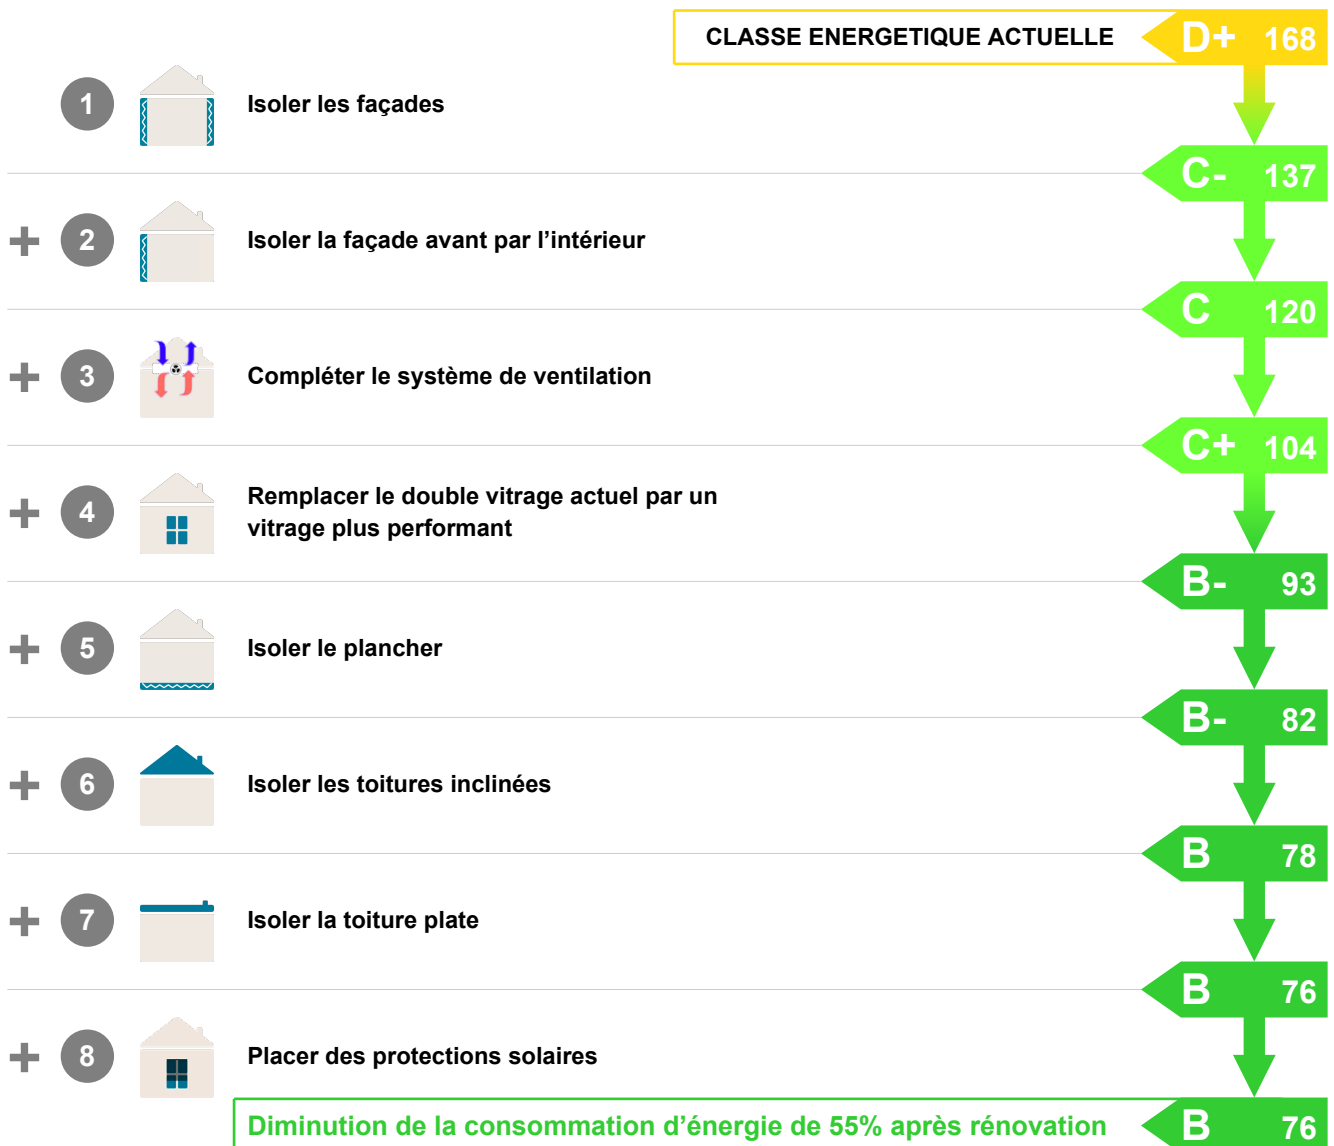 CLASSE ENERGETIQUE ACTUELLE D+ 168
1 Isoler les façades
C- 137
+ 2 Isoler la façade avant par l’intérieur
C 120
+ 3 Compléter le système de ventilation
C+ 104
+ 4 Remplacer le double vitrage actuel par un
vitrage plus performant
B- 93
+ 5 Isoler le plancher
B- 82
+ 6 Isoler les toitures inclinées
B 78
+ 7 Isoler la toiture plate
B 76
+ 8 Placer des protections solaires
Diminution de la consommation d’énergie de 55% après rénovation B 76